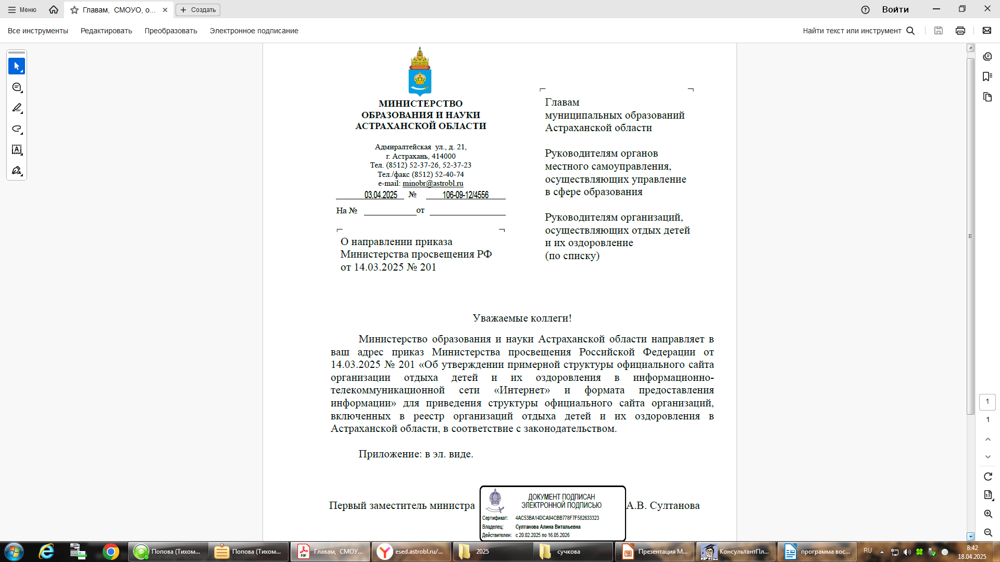 Меню
Главам, СМОУО, о...
Создать
Войти
Все инструменты
Редактировать
Преобразовать
Электронное подписание
Найти текст или инструмент
МИНИСТЕРСТВО
ОБРАЗОВАНИЯ И НАУКИ
АСТРАХАНСКОЙ ОБЛАСТИ
Адмиралтейская ул., д. 21,
г. Астрахань, 414000
Тел. (8512) 52-37-26, 52-37-23
Тел./факс (8512) 52-40-74
e-mail: minobr@astrobl.ru
03.04.2025 № 106-09-12/4556
На № от
О направлении приказа
Министерства просвещения РФ
от 14.03.2025 № 201
Главам
муниципальных образований
Астраханской области
Руководителям органов
местного самоуправления,
осуществляющих управление
в сфере образования
Руководителям организаций,
осуществляющих отдых детей
и их оздоровление
(по списку)
Уважаемые коллеги!
Министерство образования и науки Астраханской области направляет в
ваш адрес приказ Министерства просвещения Российской Федерации от
14.03.2025 № 201 «Об утверждении примерной структуры официального сайта
организации отдыха детей и их оздоровления в информационно-
телекоммуникационной сети «Интернет» и формата предоставления
информации» для приведения структуры официального сайта организаций,
включенных в реестр организаций отдыха детей и их оздоровления в
Астраханской области, в соответствие с законодательством.
Приложение: в эл. виде.
Первый заместитель министра
ДОКУМЕНТ ПОДПИСАН
ЭЛЕКТРОННОЙ ПОДПИСЬЮ
Сертификат: 4AC53BA14DCA94CBB778F7F582633323
Владелец: Султанова Алина Витальевна
Действителен: с 20.02.2025 по 16.05.2026
А.В. Султанова
1
1
Попова (Тихом...
Попова (Тихом...
Главам, СМОУ...
esed.astrobl.ru/...
2025
сучкова
Презентация М...
КонсультантПл...
программа вос...
RU
8:42
18.04.2025